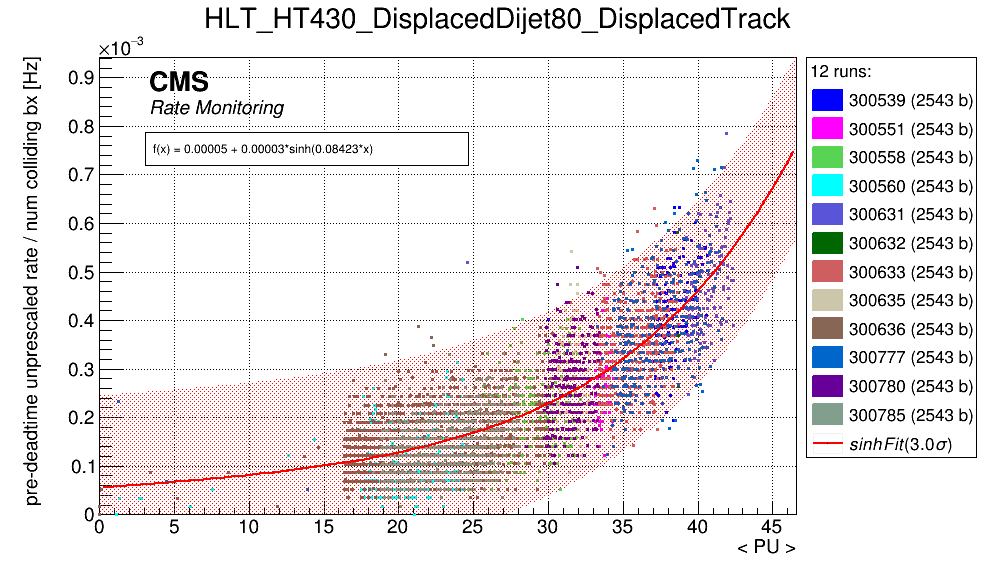 HLT_HT430_DisplacedDijet80_DisplacedTrack
×10⁻³
pre-deadtime unprescaled rate / num colliding bx [Hz]
CMS
Rate Monitoring
f(x) = 0.00005 + 0.00003*sinh(0.08423*x)
0.9
0.8
0.7
0.6
0.5
0.4
0.3
0.2
0.1
0
0 5 10 15 20 25 30 35 40 45
< PU >
12 runs:
300539 (2543 b)
300551 (2543 b)
300558 (2543 b)
300560 (2543 b)
300631 (2543 b)
300632 (2543 b)
300633 (2543 b)
300635 (2543 b)
300636 (2543 b)
300777 (2543 b)
300780 (2543 b)
300785 (2543 b)
sinhFit(3.0σ)